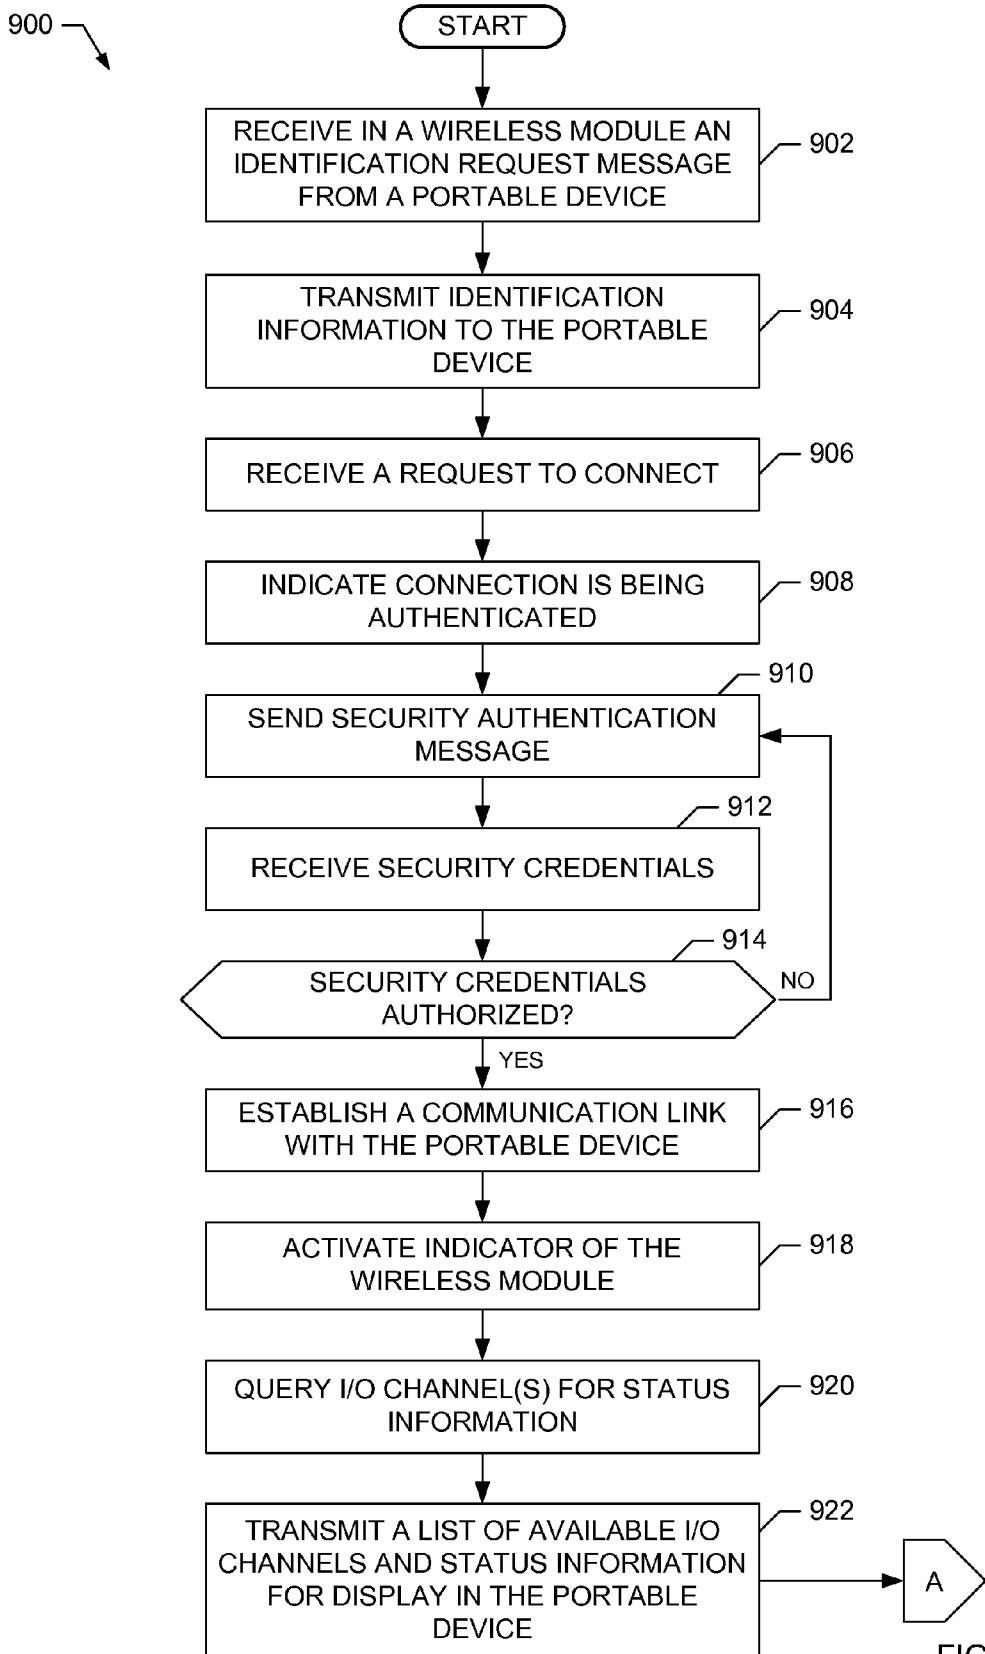 900
START
RECEIVE IN A WIRELESS MODULE AN
IDENTIFICATION REQUEST MESSAGE
FROM A PORTABLE DEVICE
902
TRANSMIT IDENTIFICATION
INFORMATION TO THE PORTABLE
DEVICE
904
RECEIVE A REQUEST TO CONNECT
906
INDICATE CONNECTION IS BEING
AUTHENTICATED
908
910
SEND SECURITY AUTHENTICATION
MESSAGE
912
RECEIVE SECURITY CREDENTIALS
914
SECURITY CREDENTIALS
AUTHORIZED?
NO
YES
ESTABLISH A COMMUNICATION LINK
WITH THE PORTABLE DEVICE
916
ACTIVATE INDICATOR OF THE
WIRELESS MODULE
918
QUERY I/O CHANNEL(S) FOR STATUS
INFORMATION
920
922
TRANSMIT A LIST OF AVAILABLE I/O
CHANNELS AND STATUS INFORMATION
FOR DISPLAY IN THE PORTABLE
DEVICE
A